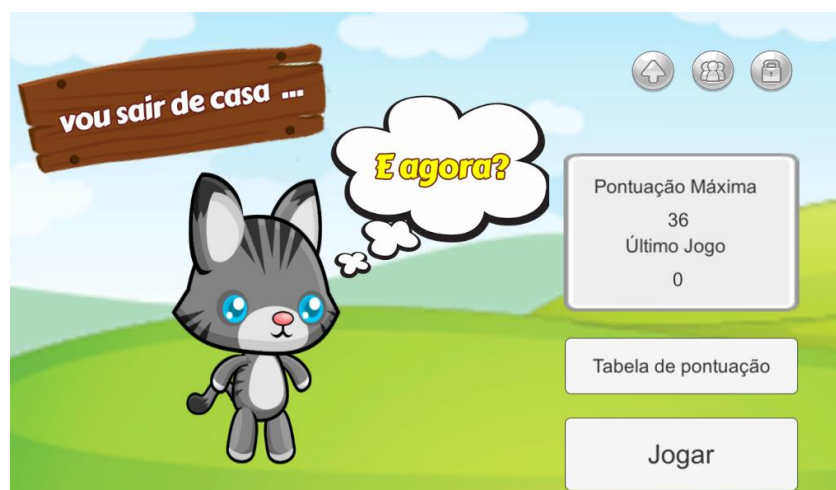 vou sair de casa ...
E agora?
Pontuação Máxima
36
Último Jogo
0
Tabela de pontuação
Jogar